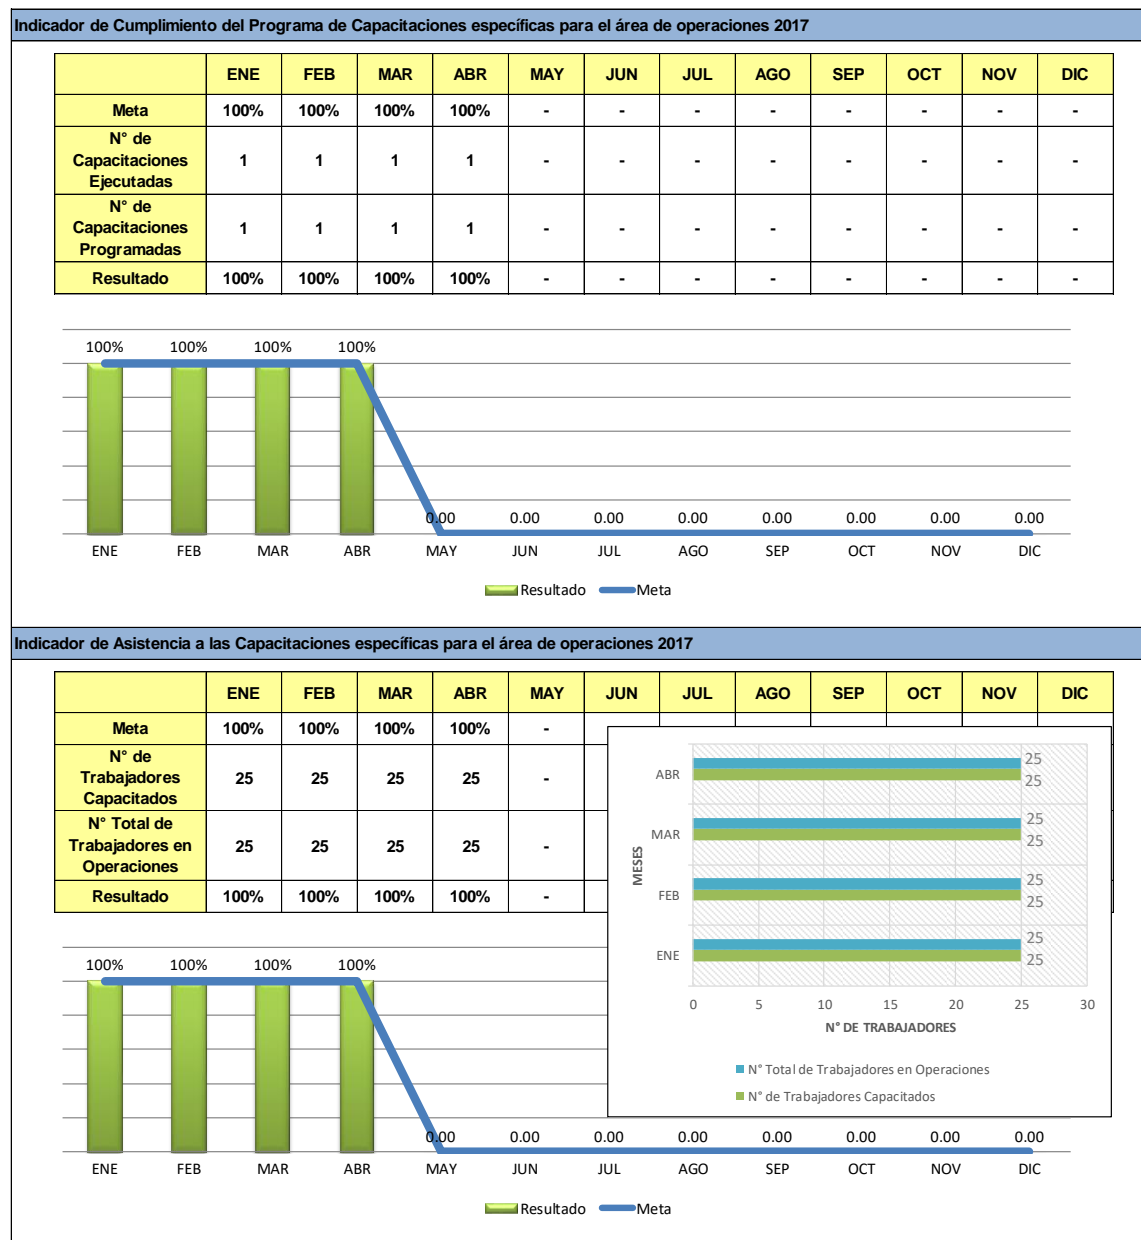 Indicador de Cumplimiento del Programa de Capacitaciones específicas para el área de operaciones 2017
ENE FEB MAR ABR MAY JUN JUL AGO SEP OCT NOV DIC
Meta 100% 100% 100% 100% - - - - - - - -
N° de
Capacitaciones
Ejecutadas
1 1 1 1 - - - - - - - -
N° de
Capacitaciones
Programadas
1 1 1 1 - - - - - - - -
Resultado 100% 100% 100% 100% - - - - - - - -
100% 100% 100% 100%
0.00 0.00 0.00 0.00 0.00 0.00 0.00 0.00
ENE FEB MAR ABR MAY JUN JUL AGO SEP OCT NOV DIC
Resultado Meta
Indicador de Asistencia a las Capacitaciones específicas para el área de operaciones 2017
ENE FEB MAR ABR MAY JUN JUL AGO SEP OCT NOV DIC
Meta 100% 100% 100% 100% -
N° de
Trabajadores
Capacitados
25 25 25 25 -
N° Total de
Trabajadores en
Operaciones
25 25 25 25 -
Resultado 100% 100% 100% 100% -
MESES
ABR 25
25
MAR 25
25
FEB 25
25
ENE 25
25
0 5 10 15 20 25 30
N° DE TRABAJADORES
N° Total de Trabajadores en Operaciones
N° de Trabajadores Capacitados
100% 100% 100% 100%
0.00 0.00 0.00 0.00 0.00 0.00 0.00 0.00
ENE FEB MAR ABR MAY JUN JUL AGO SEP OCT NOV DIC
Resultado Meta